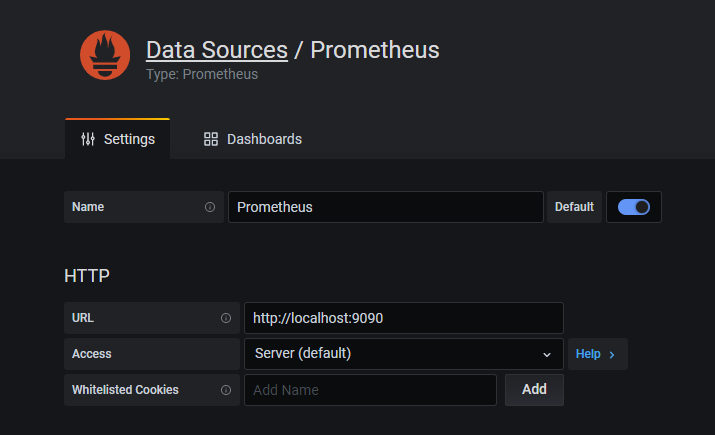 Data Sources / Prometheus
Type: Prometheus
Settings
Dashboards
Name
Prometheus
Default
HTTP
URL
http://localhost:9090
Access
Server (default)
Help
Whitelisted Cookies
Add Name
Add